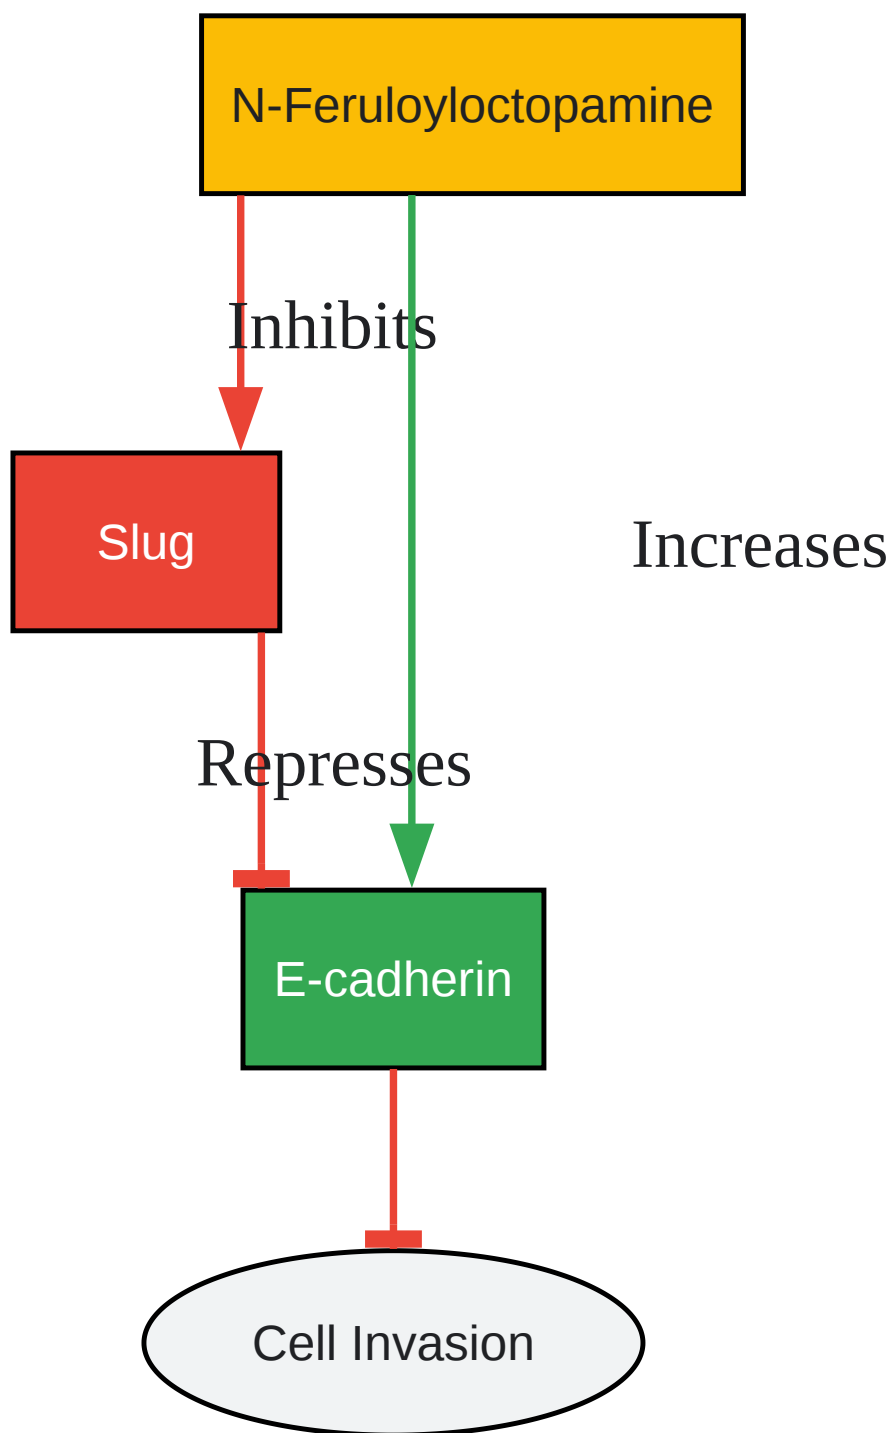 N-Feruloyloctopamine
Inhibits
Slug
Increases
Represses
E-cadherin
Cell Invasion